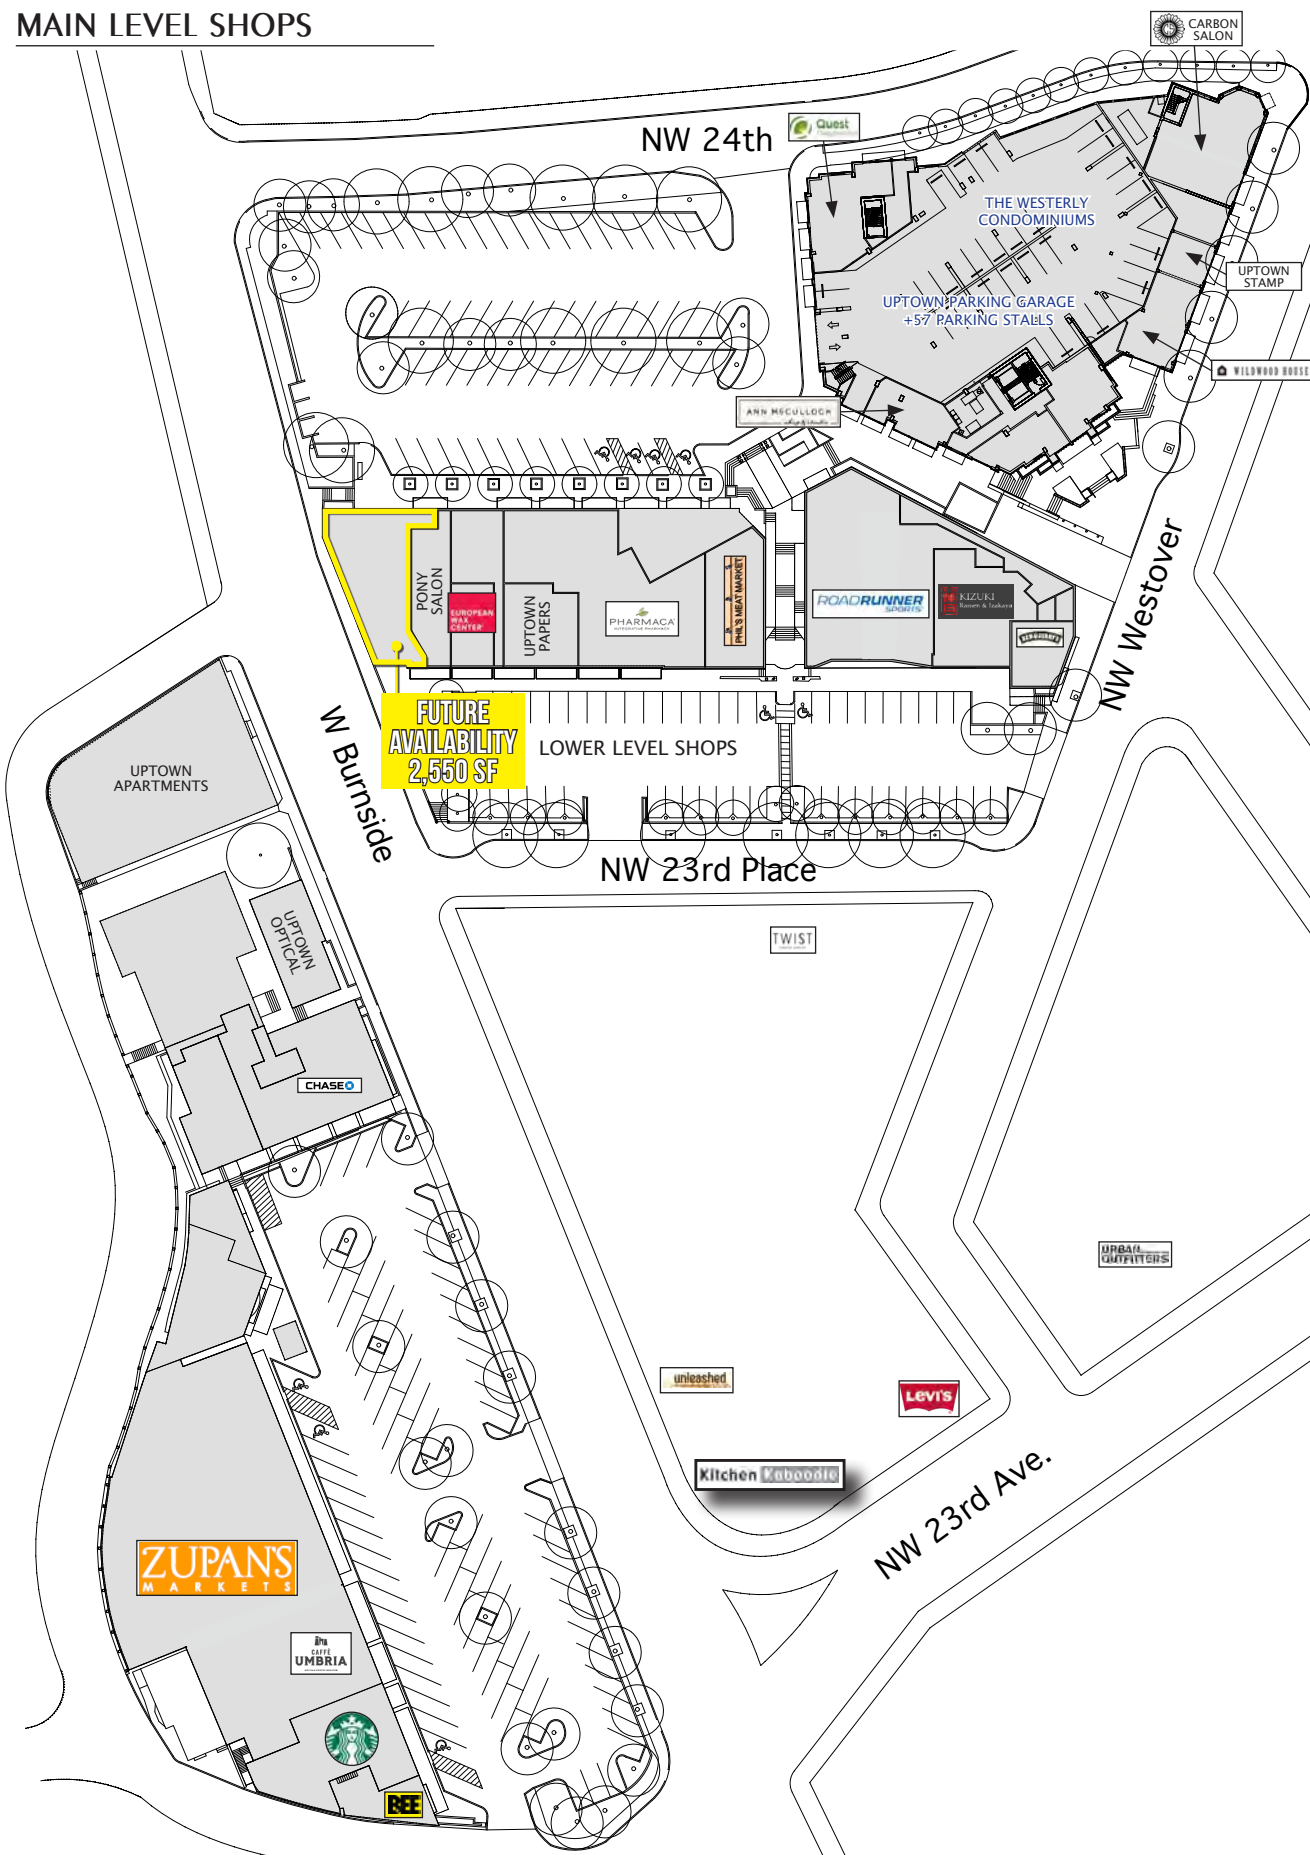 MAIN LEVEL SHOPS
CARBON
SALON
NW 24th
Quest
THE WESTERLY
CONDOMINIUMS
UPTOWN
STAMP
UPTOWN PARKING GARAGE
+57 PARKING STALLS
WILDWOOD HOUSE
ANN MCCULLOCH
NW Westover
PONY
SALON
EUROPEAN
WAX
CENTER
UPTOWN
PAPERS
PHARMACA
INTEGRATIVE PHARMACY
PHIL'S MEAT MARKET
ROADRUNNER
SPORTS
KIZUKI
Ramen & Izakaya
FUTURE
AVAILABILITY
2,550 SF
LOWER LEVEL SHOPS
W Burnside
UPTOWN
APARTMENTS
NW 23rd Place
UPTOWN
OPTICAL
TWIST
CHASE
URBAN
OUTFITTERS
unleashed
LEVI'S
Kitchen Kaboodle
NW 23rd Ave.
ZUPAN'S
MARKETS
CAFFÈ
UMBRIA
BEE